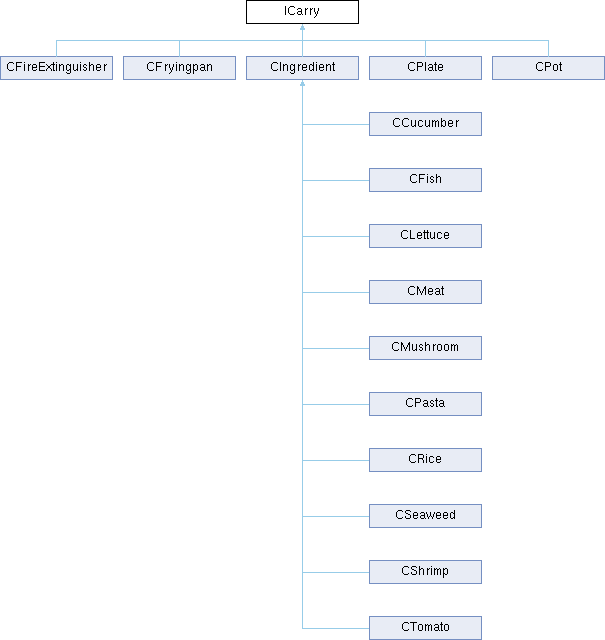 ICarry
CFireExtinguisher
CFryingpan
CIngredient
CPlate
CPot
CCucumber
CFish
CLettuce
CMeat
CMushroom
CPasta
CRice
CSeaweed
CShrimp
CTomato